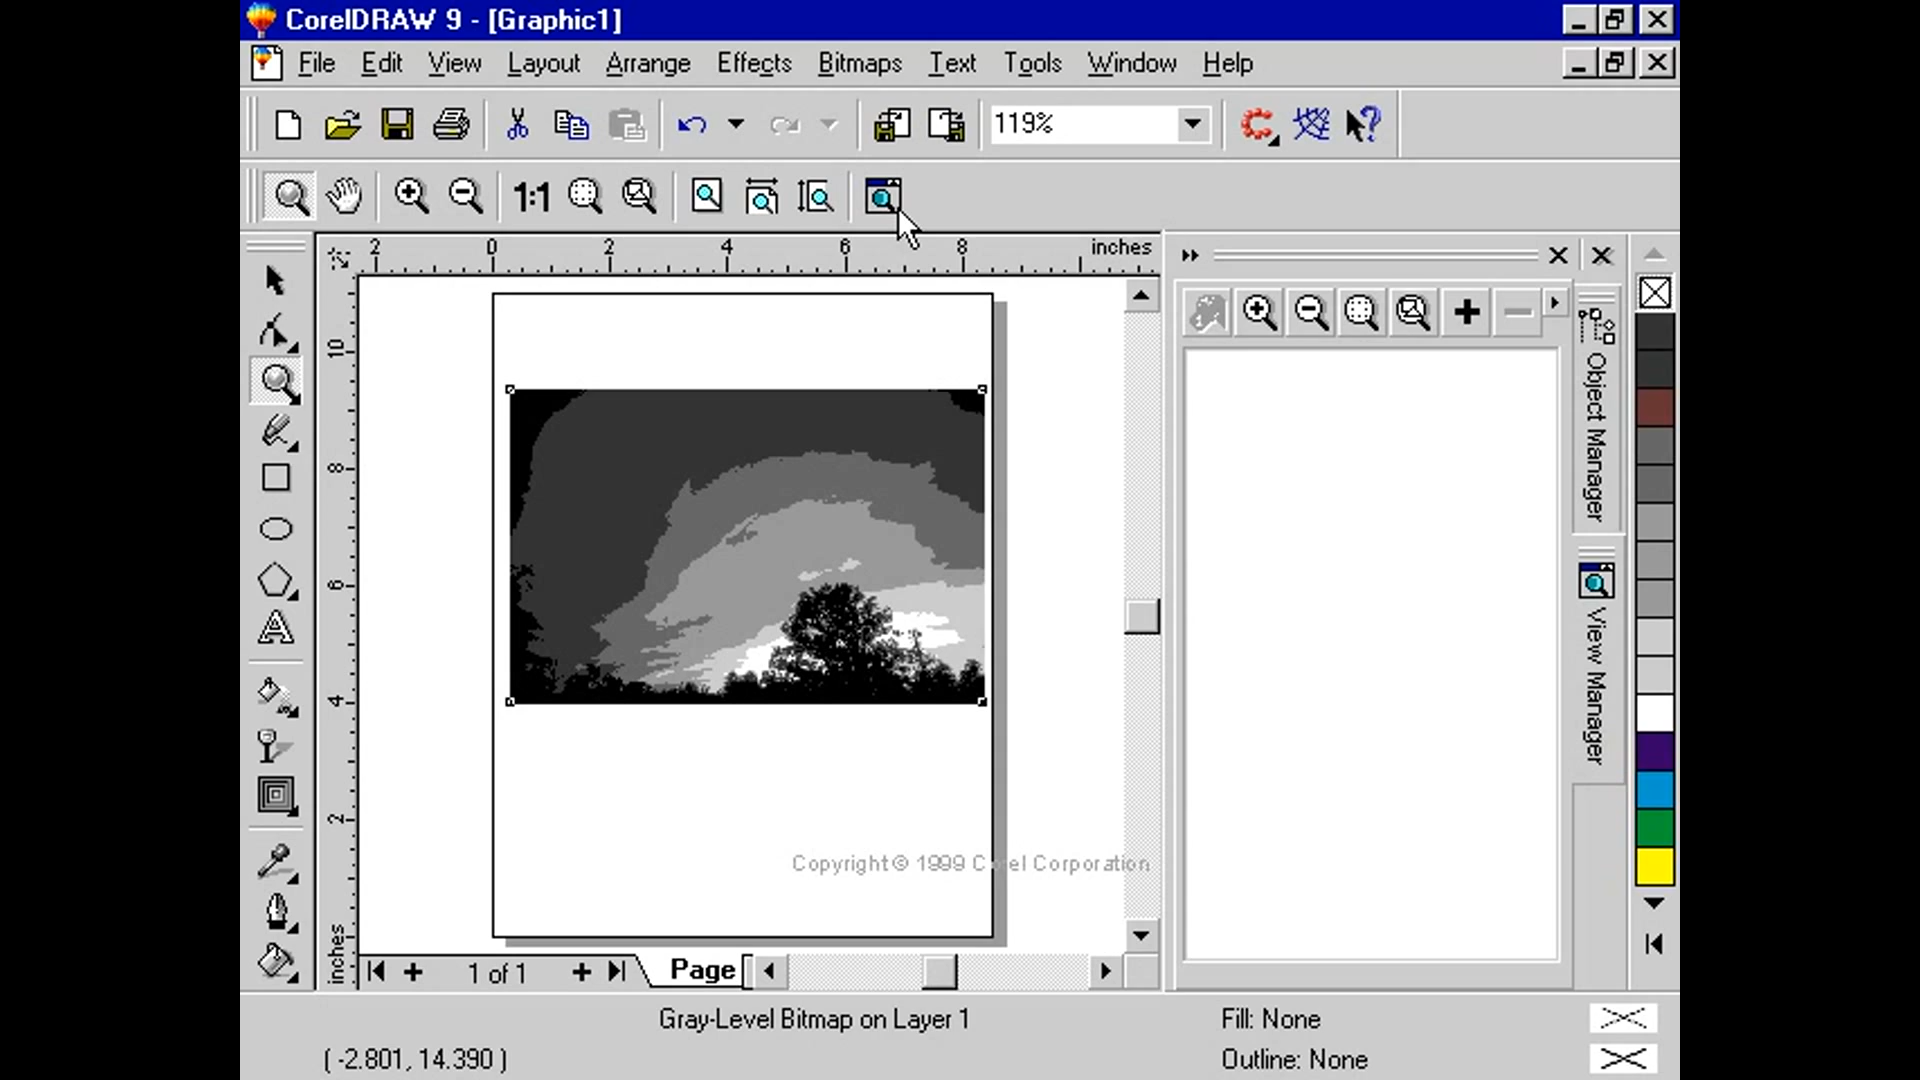 CorelDRAW 9 - [Graphic1]
File Edit View Layout Arrange Effects Bitmaps Text Tools Window Help
119%
1:1
2 0 2 4 6 8 inches
10
8
6
4
2
inches
Object Manager
View Manager
Copyright © 1999 Corel Corporation
1 of 1 Page
Gray-Level Bitmap on Layer 1 Fill: None
( -2.801, 14.390 ) Outline: None